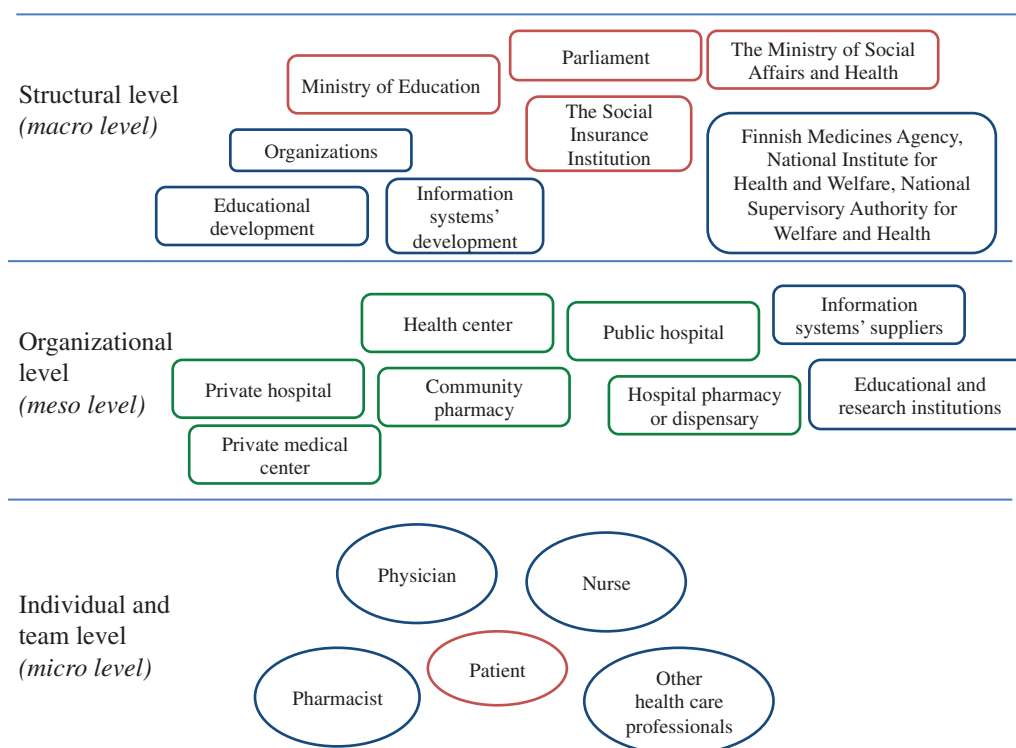 Structural level
(macro level)
Ministry of Education
Parliament
The Ministry of Social
Affairs and Health
The Social
Insurance
Institution
Organizations
Educational
development
Information
systems’
development
Finnish Medicines Agency,
National Institute for
Health and Welfare, National
Supervisory Authority for
Welfare and Health
Organizational
level
(meso level)
Health center
Public hospital
Information
systems’ suppliers
Private hospital
Community
pharmacy
Hospital pharmacy
or dispensary
Educational and
research institutions
Private medical
center
Individual and
team level
(micro level)
Physician
Nurse
Patient
Pharmacist
Other
health care
professionals